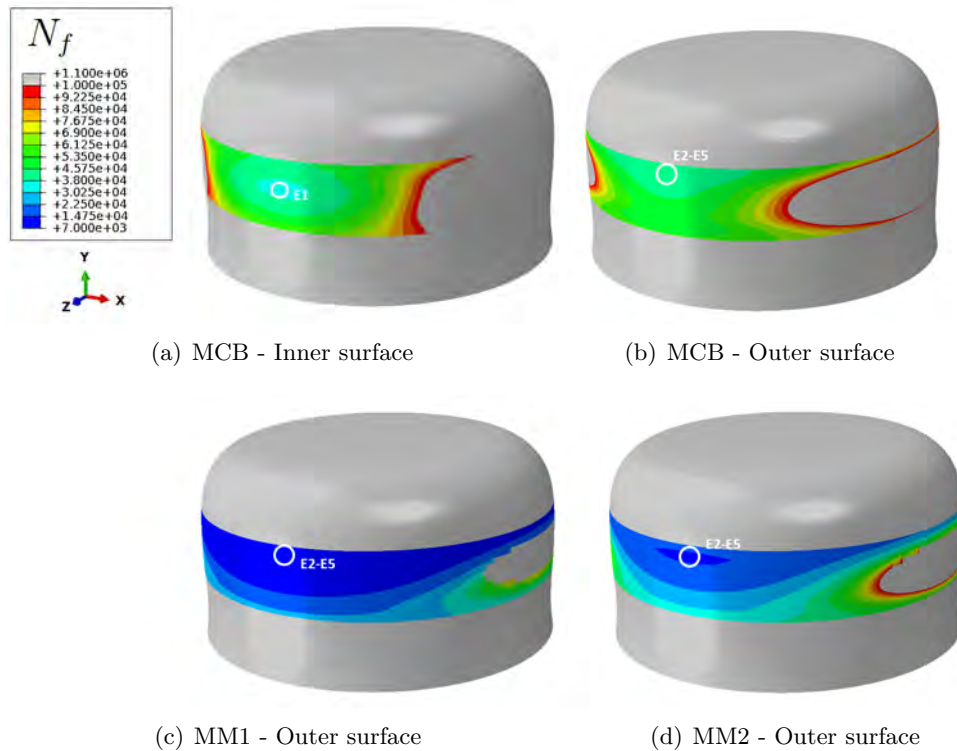 N_f
+1.100e+06
+1.000e+05
+9.225e+04
+8.450e+04
+7.675e+04
+6.900e+04
+6.125e+04
+5.350e+04
+4.575e+04
+3.800e+04
+3.025e+04
+2.250e+04
+1.475e+04
+7.000e+03
Y
Z
X
E1
E2-E5
(a) MCB - Inner surface
(b) MCB - Outer surface
E2-E5
E2-E5
(c) MM1 - Outer surface
(d) MM2 - Outer surface